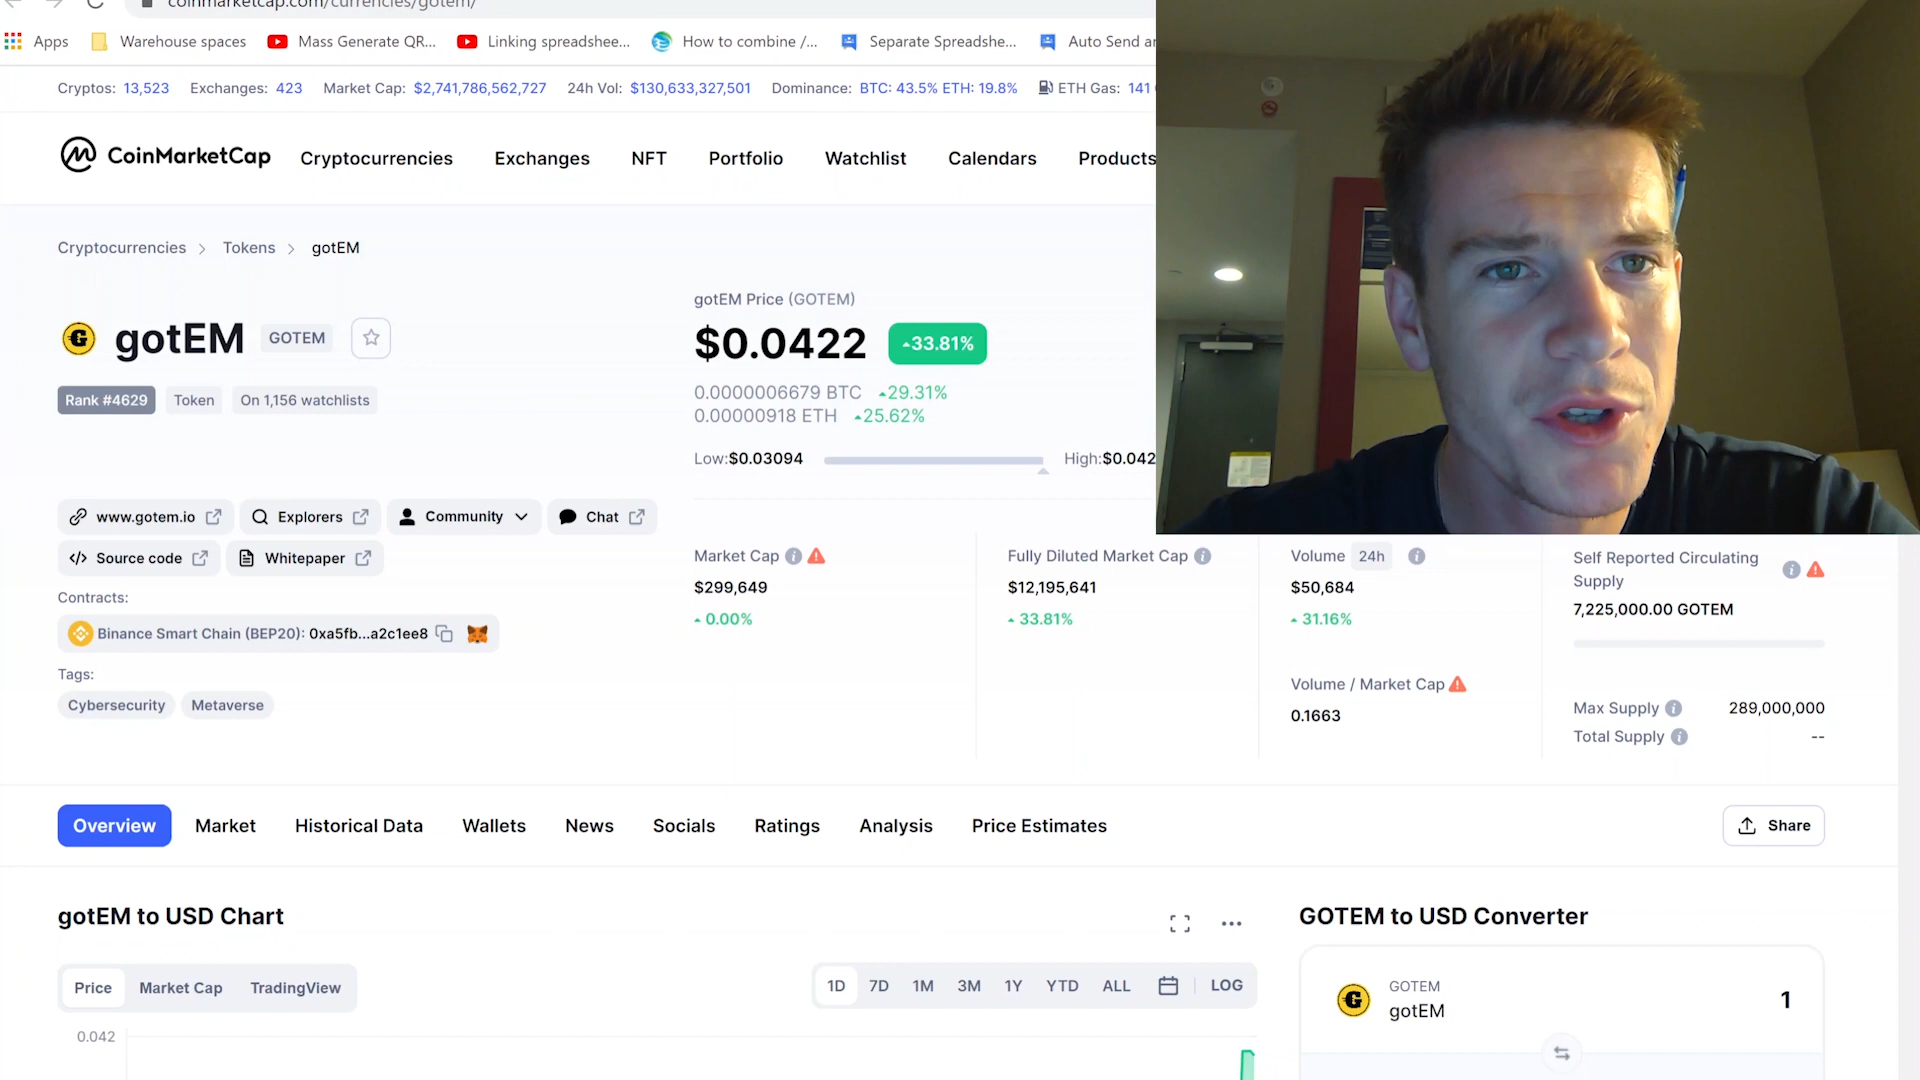 coinmarketcap.com/currencies/gotem/
Apps Warehouse spaces Mass Generate QR... Linking spreadshee... How to combine /... Separate Spreadshe... Auto Send
Cryptos: 13,523 Exchanges: 423 Market Cap: $2,741,786,562,727 24h Vol: $130,633,327,501 Dominance: BTC: 43.5% ETH: 19.8% ETH Gas: 141
CoinMarketCap Cryptocurrencies Exchanges NFT Portfolio Watchlist Calendars Products
Cryptocurrencies > Tokens > gotEM
gotEM GOTEM
Rank #4629 Token On 1,156 watchlists
gotEM Price (GOTEM)
$0.0422 33.81%
0.0000006679 BTC 29.31%
0.00000918 ETH 25.62%
Low:$0.03094 High:$0.042
www.gotem.io Explorers Community Chat
Source code Whitepaper
Contracts:
Binance Smart Chain (BEP20): 0xa5fb...a2c1ee8
Tags:
Cybersecurity Metaverse
Market Cap
$299,649
0.00%
Fully Diluted Market Cap
$12,195,641
33.81%
Volume 24h
$50,684
31.16%
Volume / Market Cap
0.1663
Self Reported Circulating
Supply
7,225,000.00 GOTEM
Max Supply 289,000,000
Total Supply --
Overview Market Historical Data Wallets News Socials Ratings Analysis Price Estimates Share
gotEM to USD Chart
Price Market Cap TradingView 1D 7D 1M 3M 1Y YTD ALL LOG
0.042
GOTEM to USD Converter
GOTEM
gotEM 1